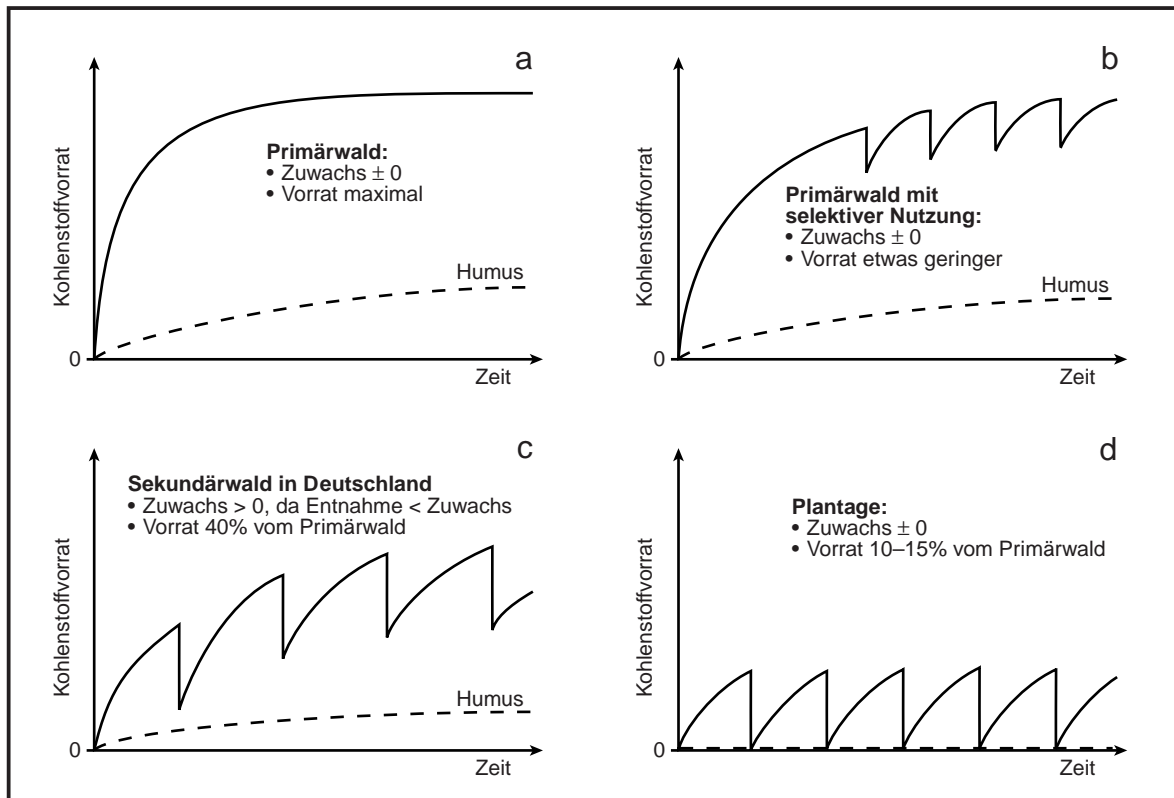 a
Kohlenstoffvorrat
Primärwald:
• Zuwachs ± 0
• Vorrat maximal
Humus
0
Zeit
b
Kohlenstoffvorrat
Primärwald mit
selektiver Nutzung:
• Zuwachs ± 0
• Vorrat etwas geringer
Humus
0
Zeit
c
Kohlenstoffvorrat
Sekundärwald in Deutschland
• Zuwachs > 0, da Entnahme < Zuwachs
• Vorrat 40% vom Primärwald
Humus
0
Zeit
d
Kohlenstoffvorrat
Plantage:
• Zuwachs ± 0
• Vorrat 10–15% vom Primärwald
0
Zeit